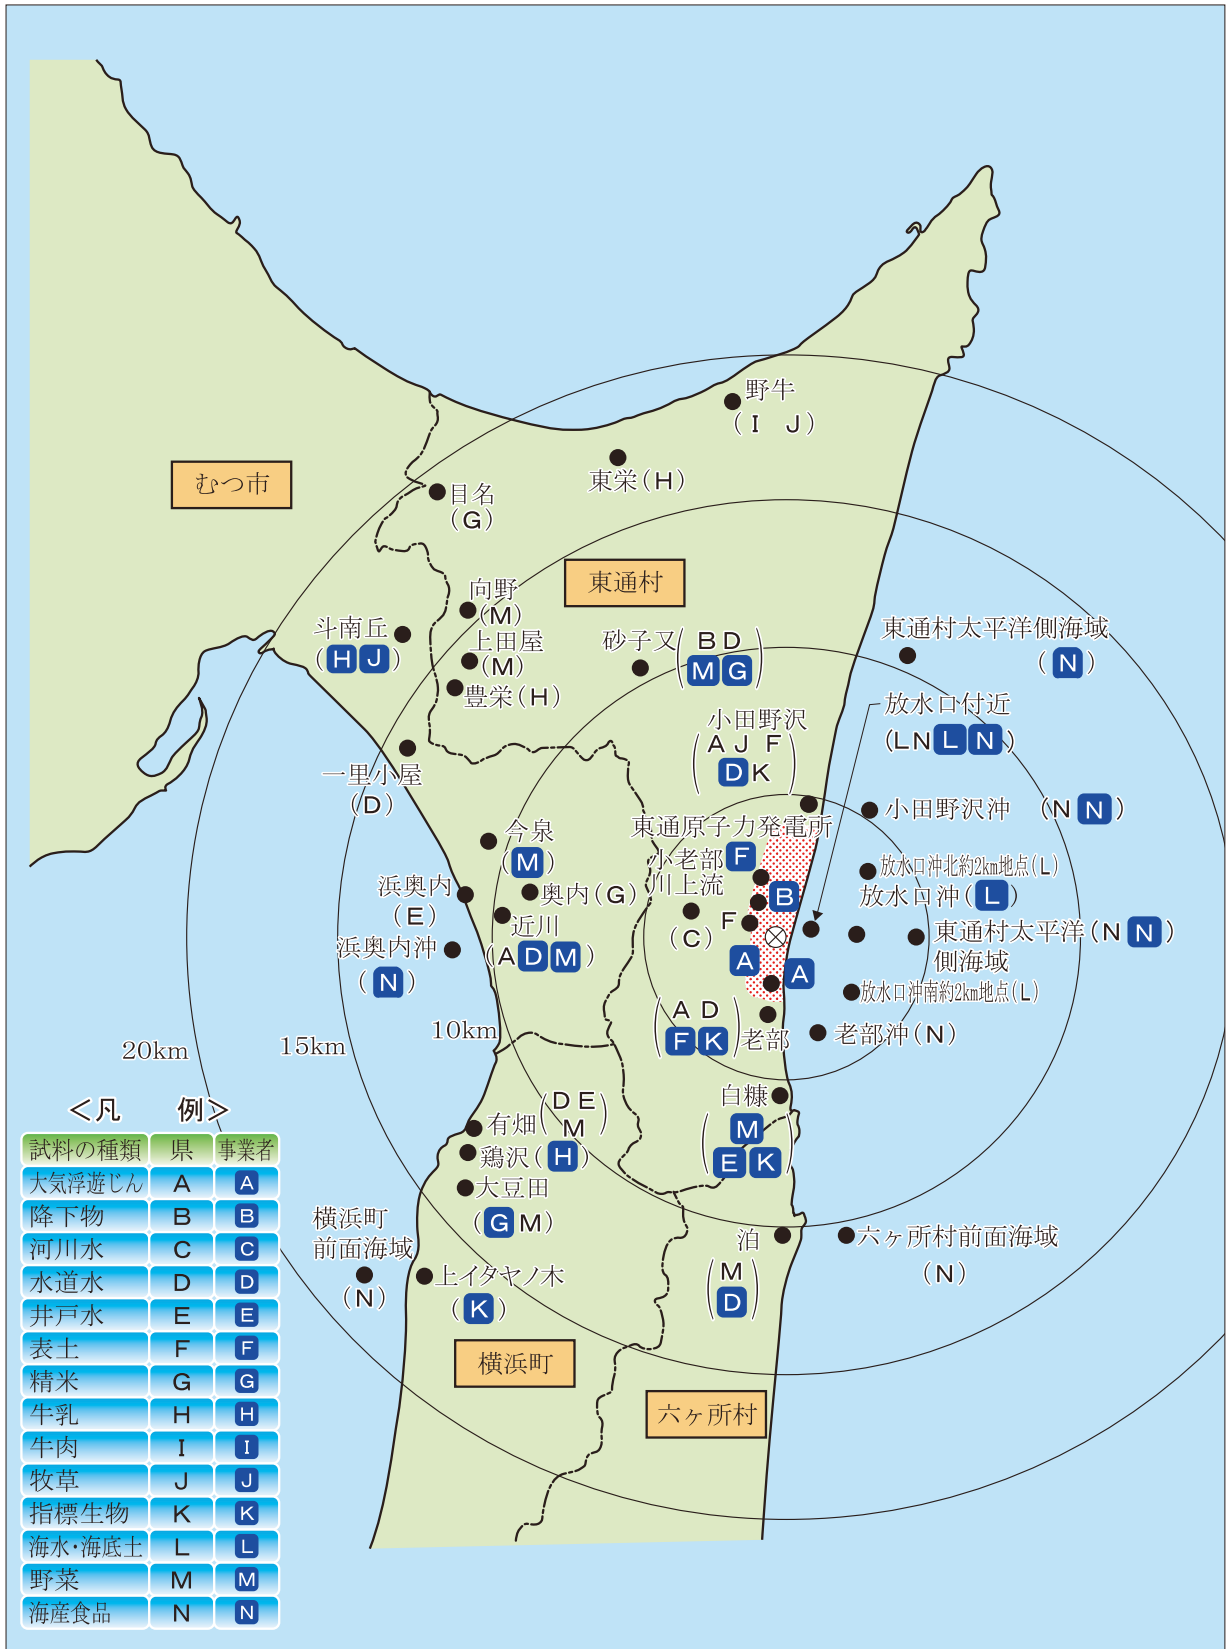 野牛
( I J )
東栄(H)
むつ市
目名
(G)
東通村
向野
(M)
斗南丘
(H J)
上田屋
(M)
豊栄(H)
砂子又(B D
M G)
東通村太平洋側海域
(N)
放水口付近
(L N L N)
小田野沢
(A J F
D K)
一里小屋
(D)
小田野沢沖 (N N)
東通原子力発電所
今泉
(M)
小老部
川上流
(C)
F
B
F
A
A
放水口沖北約2km地点(L)
放水口沖(L)
浜奥内
(E)
奥内(G)
近川
(A D M)
浜奥内沖
(N)
東通村太平洋(N N)
側海域
放水口沖南約2km地点(L)
(A D
F K)老部
老部沖(N)
20km
15km
10km
白糠
(M
E K)
有畑(D E
M)
鶏沢(H)
大豆田
(G M)
横浜町
前面海域
(N)
上イタヤノ木
(K)
泊
(M
D)
六ヶ所村前面海域
(N)
横浜町
六ヶ所村
<凡 例>
試料の種類 県 事業者
大気浮遊じん A A
降下物 B B
河川水 C C
水道水 D D
井戸水 E E
表土 F F
精米 G G
牛乳 H H
牛肉 I I
牧草 J J
指標生物 K K
海水・海底土 L L
野菜 M M
海産食品 N N